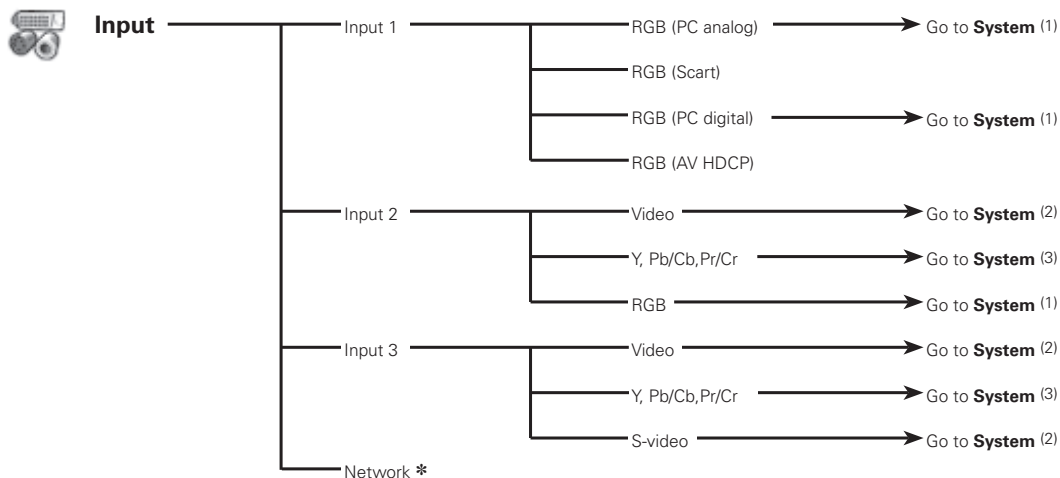 Input
Input 1
RGB (PC analog)
Go to System (1)
RGB (Scart)
RGB (PC digital)
Go to System (1)
RGB (AV HDCP)
Input 2
Video
Go to System (2)
Y, Pb/Cb,Pr/Cr
Go to System (3)
RGB
Go to System (1)
Input 3
Video
Go to System (2)
Y, Pb/Cb,Pr/Cr
Go to System (3)
S-video
Go to System (2)
Network *